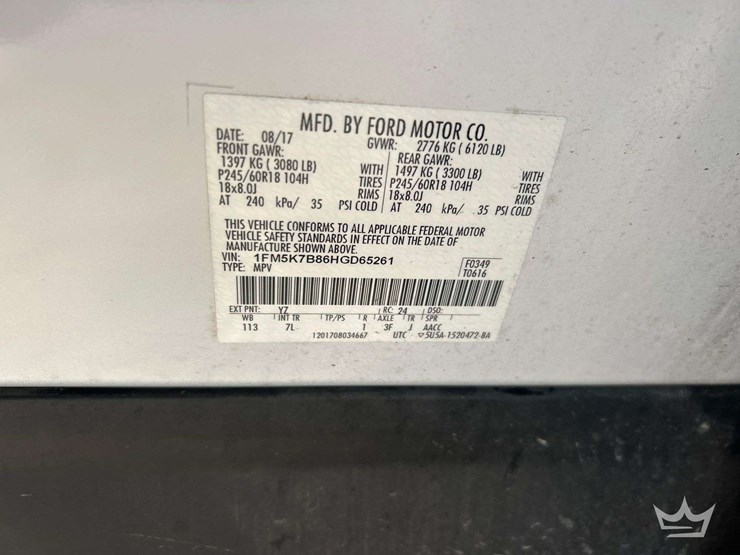 MFD. BY FORD MOTOR CO.
DATE: 08/17 GVWR: 2776 KG ( 6120 LB)
FRONT GAWR: REAR GAWR:
1397 KG ( 3080 LB) WITH 1497 KG ( 3300 LB) WITH
P245/60R18 104H TIRES P245/60R18 104H TIRES
18x8.0J RIMS 18x8.0J RIMS
AT 240 kPa/ 35 PSI COLD AT 240 kPa/ 35 PSI COLD
THIS VEHICLE CONFORMS TO ALL APPLICABLE FEDERAL MOTOR
VEHICLE SAFETY STANDARDS IN EFFECT ON THE DATE OF
MANUFACTURE SHOWN ABOVE.
VIN: 1FM5K7B86HGD65261 F0349
TYPE: MPV T0616
EXT PNT: YZ RC: 24 DSO:
WB INT TR TP/PS R AXLE TR SPR
113 7L 1 3F J AACC
1201708034667 UTC ▽5U5A-1520472-BA